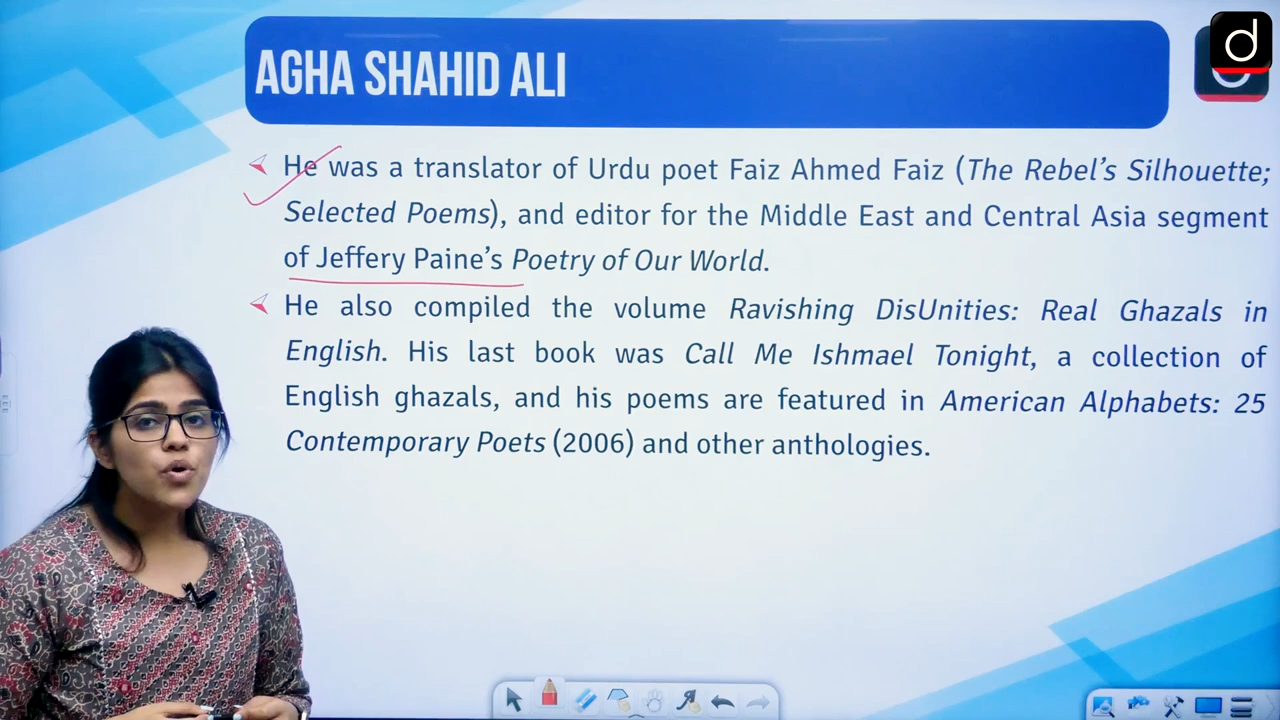 AGHA SHAHID ALI
d
He was a translator of Urdu poet Faiz Ahmed Faiz (The Rebel's Silhouette;
Selected Poems), and editor for the Middle East and Central Asia segment
of Jeffery Paine's Poetry of Our World.
He also compiled the volume Ravishing DisUnities: Real Ghazals in
English. His last book was Call Me Ishmael Tonight, a collection of
English ghazals, and his poems are featured in American Alphabets: 25
Contemporary Poets (2006) and other anthologies.